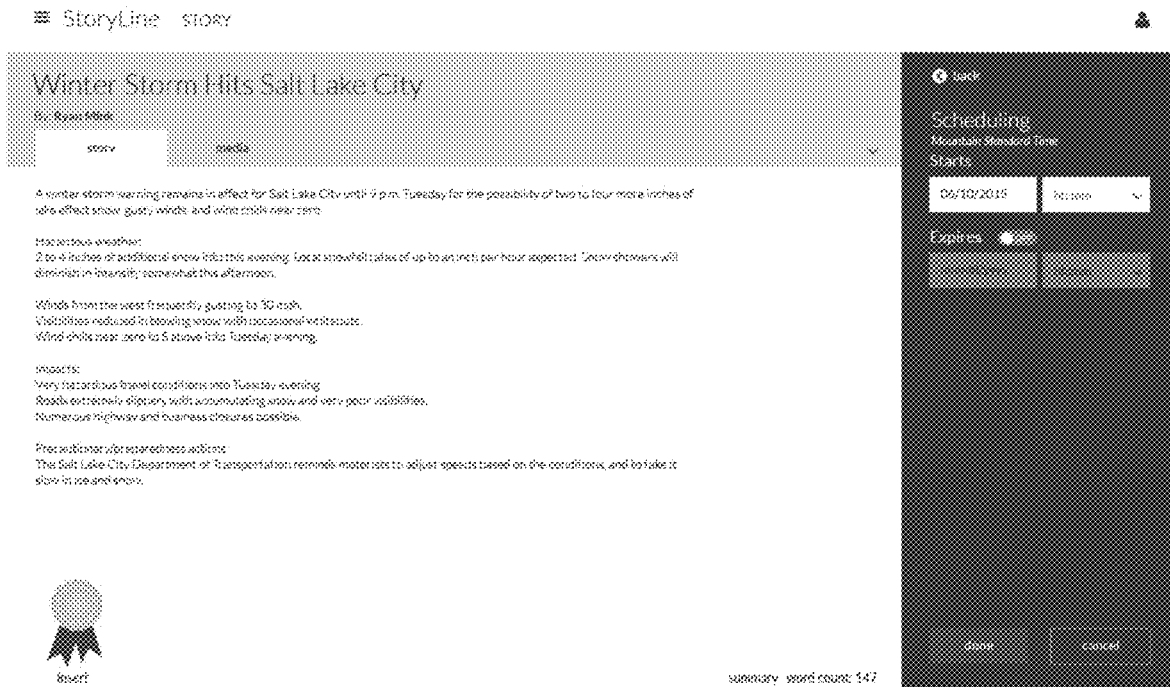 StoryLine STORY
Winter Storm Hits Salt Lake City
By: Ryan Mink
story media
A winter storm warning remains in effect for Salt Lake City until 9 p.m. Tuesday for the possibility of two to four more inches of
lake effect snow, gusty winds, and wind chills near zero.
Hazardous weather:
2 to 4 inches of additional snow into this evening. Local snowfall rates of up to an inch per hour expected. Snow showers will
diminish in intensity somewhat this afternoon.
Winds from the west frequently gusting to 30 mph.
Visibilities reduced in blowing snow with occasional whiteouts.
Wind chills near zero to 5 above into Tuesday evening.
Impacts:
Very hazardous travel conditions into Tuesday evening
Roads extremely slippery with accumulating snow and very poor visibilities.
Numerous highway and business closures possible.
Precautionary/preparedness actions:
The Salt Lake City Department of Transportation reminds motorists to adjust speeds based on the conditions, and to take it
slow in ice and snow.
Insert
summary word count: 147
back
Scheduling
Mountain Standard Time
Starts
06/10/2015
Expires
done cancel